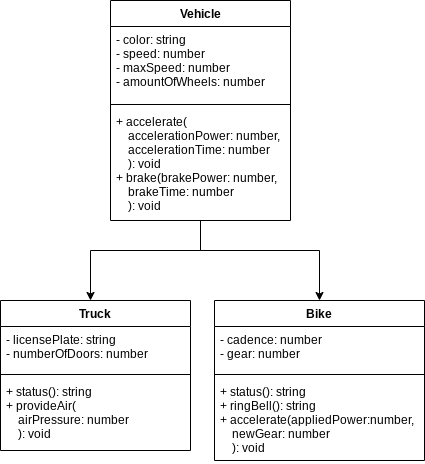 Vehicle
- color: string
- speed: number
- maxSpeed: number
- amountOfWheels: number
+ accelerate(
accelerationPower: number,
accelerationTime: number
): void
+ brake(brakePower: number,
brakeTime: number
): void
Truck
- licensePlate: string
- numberOfDoors: number
+ status(): string
+ provideAir(
airPressure: number
): void
Bike
- cadence: number
- gear: number
+ status(): string
+ ringBell(): string
+ accelerate(appliedPower:number,
newGear: number
): void